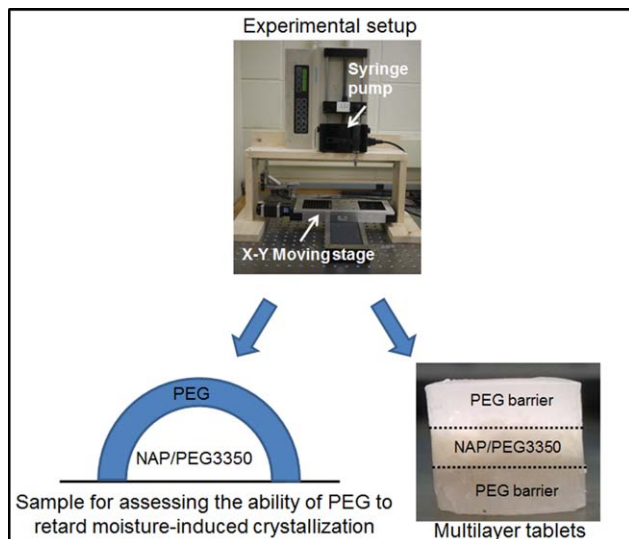 Experimental setup
Syringe
pump
X-Y Moving stage
PEG
NAP/PEG3350
Sample for assessing the ability of PEG to
retard moisture-induced crystallization
PEG barrier
NAP/PEG3350
PEG barrier
Multilayer tablets